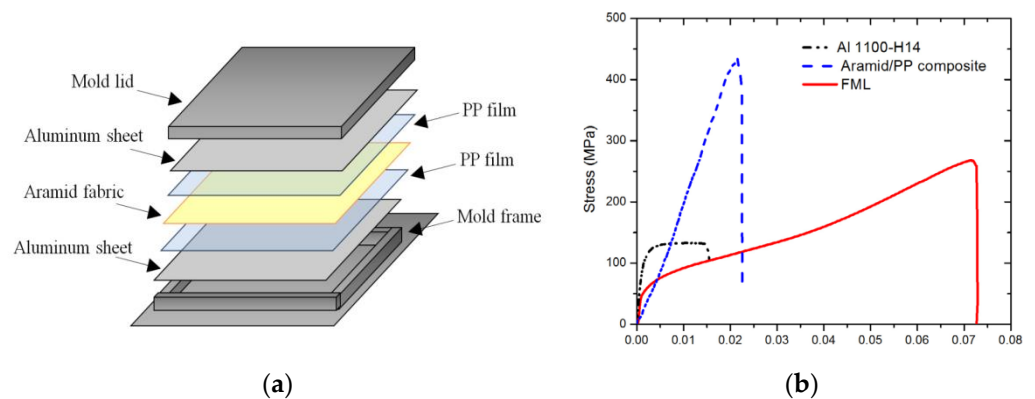 Mold lid
Aluminum sheet
Aramid fabric
Aluminum sheet
PP film
PP film
Mold frame
(a)
500
400
300
200
100
0
Stress (MPa)
Al 1100-H14
Aramid/PP composite
FML
0.00 0.01 0.02 0.03 0.04 0.05 0.06 0.07 0.08
(b)